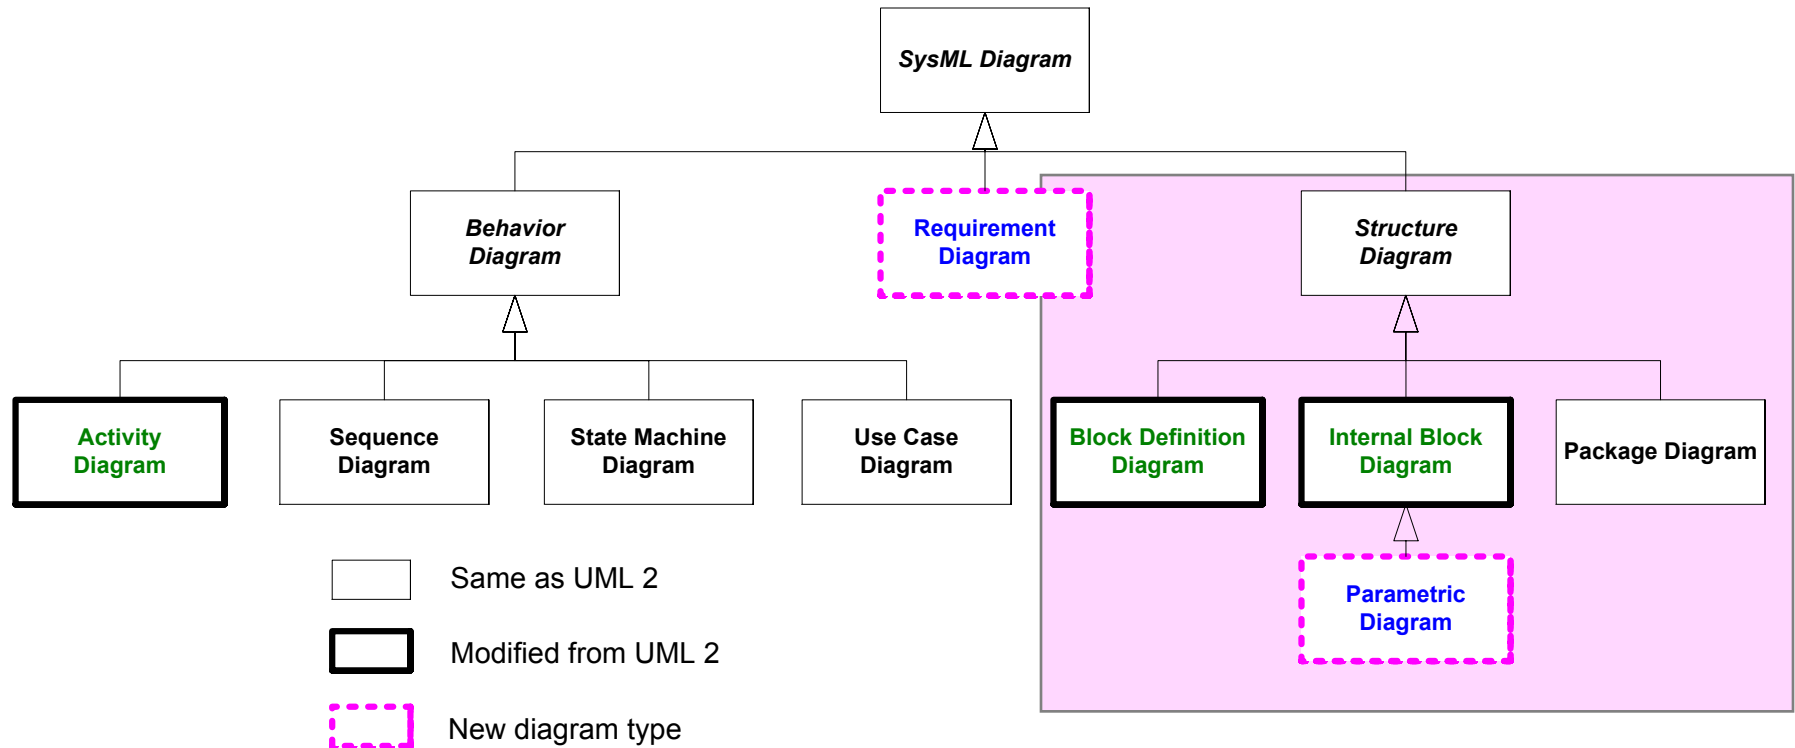 SysML Diagram
Behavior
Diagram
Requirement
Diagram
Structure
Diagram
Activity
Diagram
Sequence
Diagram
State Machine
Diagram
Use Case
Diagram
Block Definition
Diagram
Internal Block
Diagram
Package Diagram
Parametric
Diagram
Same as UML 2
Modified from UML 2
New diagram type